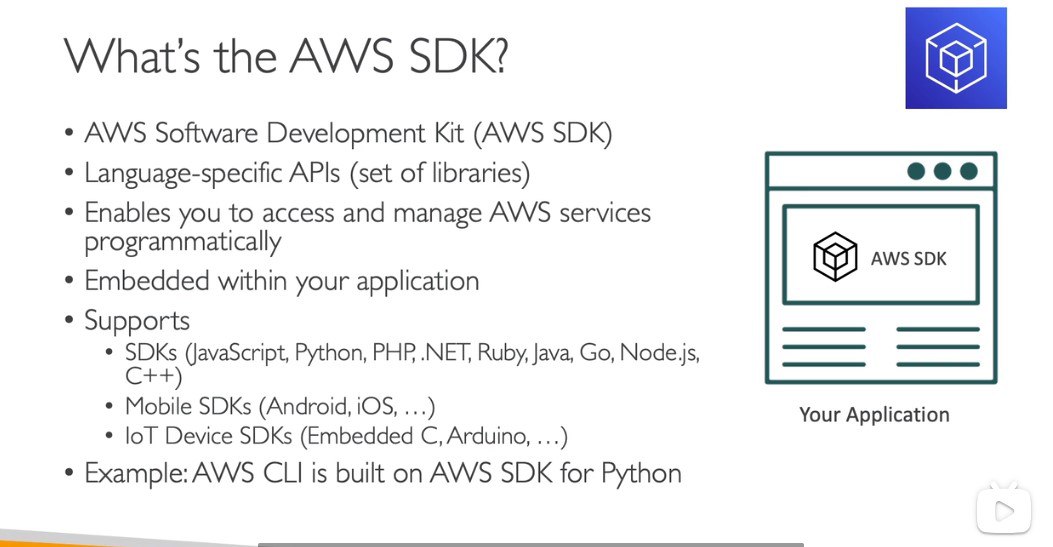 What's the AWS SDK?
• AWS Software Development Kit (AWS SDK)
• Language-specific APIs (set of libraries)
• Enables you to access and manage AWS services
programmatically
• Embedded within your application
• Supports
• SDKs (JavaScript, Python, PHP, .NET, Ruby, Java, Go, Node.js,
C++)
• Mobile SDKs (Android, iOS, …)
• IoT Device SDKs (Embedded C, Arduino, …)
• Example: AWS CLI is built on AWS SDK for Python
AWS SDK
Your Application